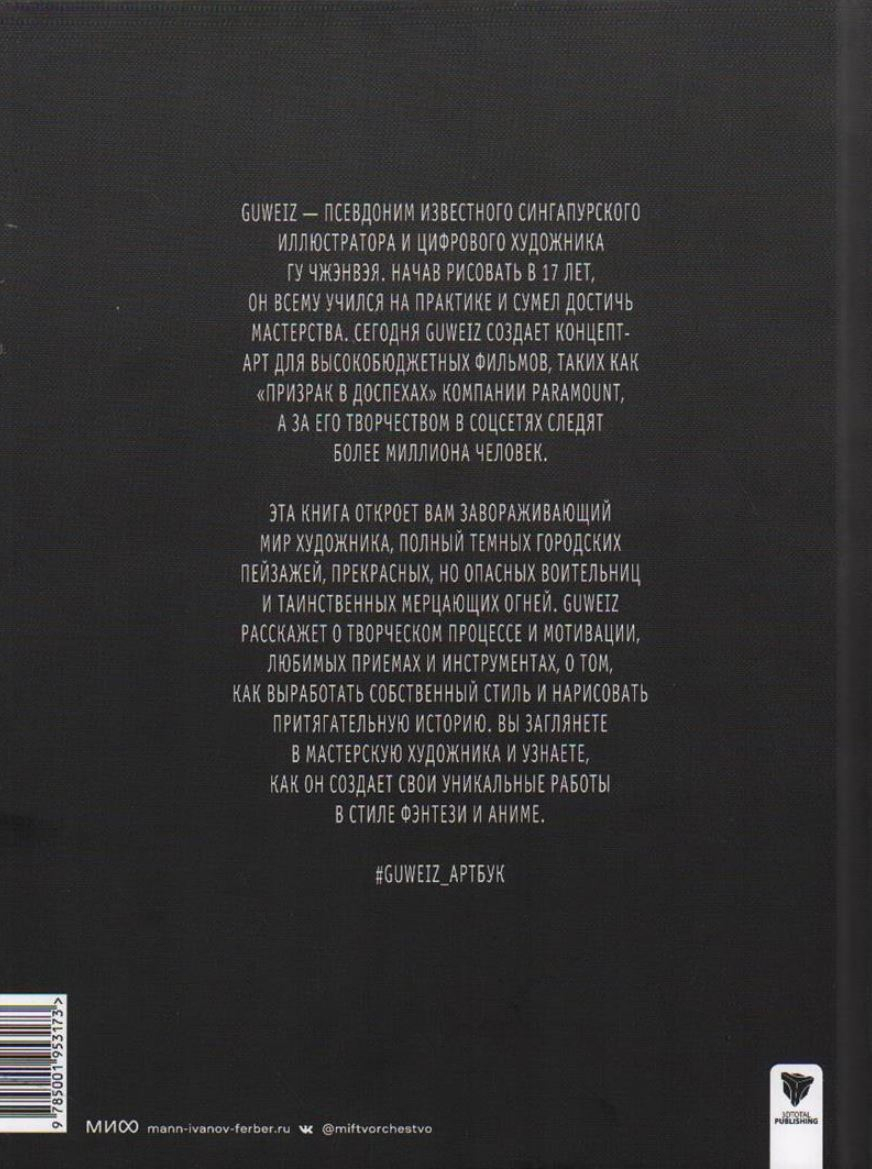 GUWEIZ — ПСЕВДОНИМ ИЗВЕСТНОГО СИНГАПУРСКОГО
ИЛЛЮСТРАТОРА И ЦИФРОВОГО ХУДОЖНИКА
ГУ ЧЖЭНВЭЯ. НАЧАВ РИСОВАТЬ В 17 ЛЕТ,
ОН ВСЕМУ УЧИЛСЯ НА ПРАКТИКЕ И СУМЕЛ ДОСТИЧЬ
МАСТЕРСТВА. СЕГОДНЯ GUWEIZ СОЗДАЕТ КОНЦЕПТ-
АРТ ДЛЯ ВЫСОКОБЮДЖЕТНЫХ ФИЛЬМОВ, ТАКИХ КАК
«ПРИЗРАК В ДОСПЕХАХ» КОМПАНИИ PARAMOUNT,
А ЗА ЕГО ТВОРЧЕСТВОМ В СОЦСЕТЯХ СЛЕДЯТ
БОЛЕЕ МИЛЛИОНА ЧЕЛОВЕК.
ЭТА КНИГА ОТКРОЕТ ВАМ ЗАВОРАЖИВАЮЩИЙ
МИР ХУДОЖНИКА, ПОЛНЫЙ ТЕМНЫХ ГОРОДСКИХ
ПЕЙЗАЖЕЙ, ПРЕКРАСНЫХ, НО ОПАСНЫХ ВОИТЕЛЬНИЦ
И ТАИНСТВЕННЫХ МЕРЦАЮЩИХ ОГНЕЙ. GUWEIZ
РАССКАЖЕТ О ТВОРЧЕСКОМ ПРОЦЕССЕ И МОТИВАЦИИ,
ЛЮБИМЫХ ПРИЕМАХ И ИНСТРУМЕНТАХ, О ТОМ,
КАК ВЫРАБОТАТЬ СОБСТВЕННЫЙ СТИЛЬ И НАРИСОВАТЬ
ПРИТЯГАТЕЛЬНУЮ ИСТОРИЮ. ВЫ ЗАГЛЯНЕТЕ
В МАСТЕРСКУЮ ХУДОЖНИКА И УЗНАЕТЕ,
КАК ОН СОЗДАЕТ СВОИ УНИКАЛЬНЫЕ РАБОТЫ
В СТИЛЕ ФЭНТЕЗИ И АНИМЕ.
#GUWEIZ_АРТБУК
9 785001 953173 >
МИФ mann-ivanov-ferber.ru @miftvorchestvo
3DTOTAL
PUBLISHING